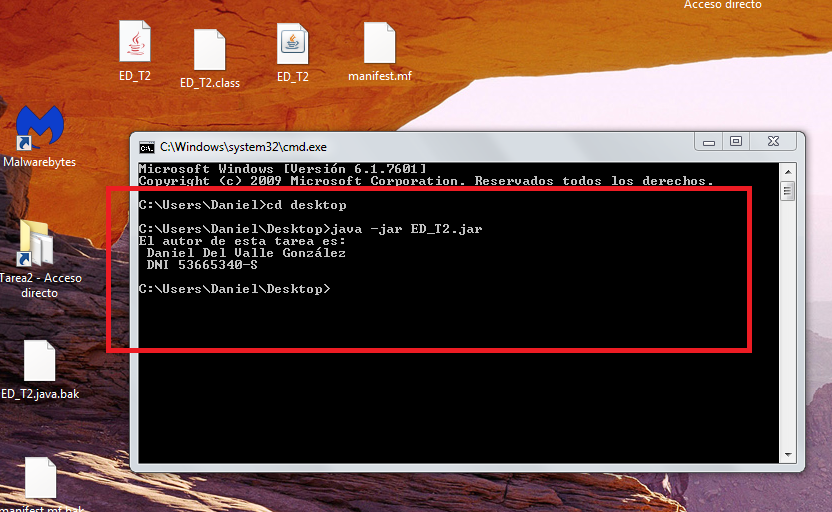 Acceso directo
ED_T2
ED_T2.class
ED_T2
manifest.mf
Malwarebytes
C:\Windows\system32\cmd.exe
Microsoft Windows [Versión 6.1.7601]
Copyright (c) 2009 Microsoft Corporation. Reservados todos los derechos.
C:\Users\Daniel>cd desktop
C:\Users\Daniel\Desktop>java -jar ED_T2.jar
El autor de esta tarea es:
Daniel Del Valle González
DNI 53665340-S
C:\Users\Daniel\Desktop>
Tarea2 - Acceso
directo
ED_T2.java.bak
manifest.mf.bak